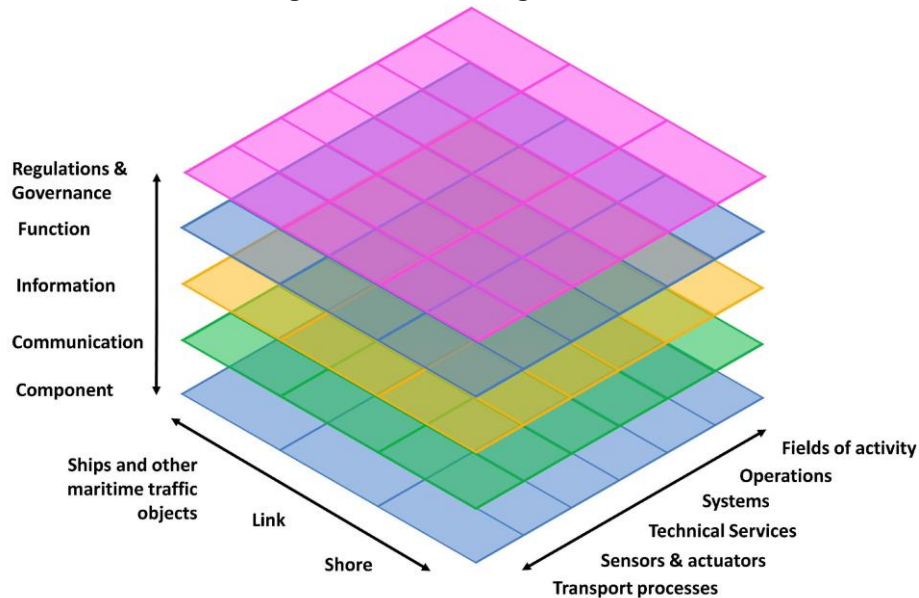 Regulations &
Governance
Function
Information
Communication
Component
Ships and other
maritime traffic
objects
Link
Shore
Fields of activity
Operations
Systems
Technical Services
Sensors & actuators
Transport processes